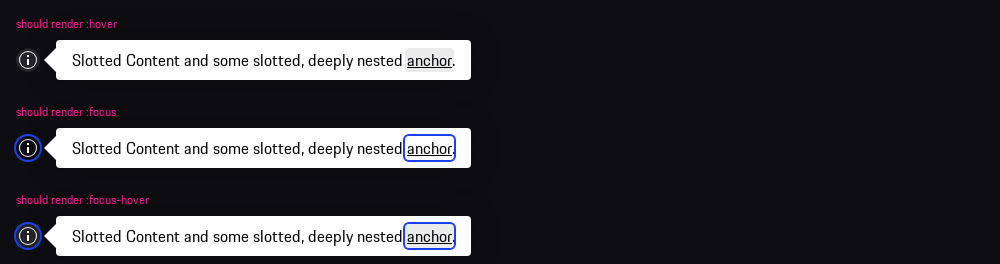 should render :hover
Slotted Content and some slotted, deeply nested anchor.
should render :focus
Slotted Content and some slotted, deeply nested anchor.
should render :focus-hover
Slotted Content and some slotted, deeply nested anchor.